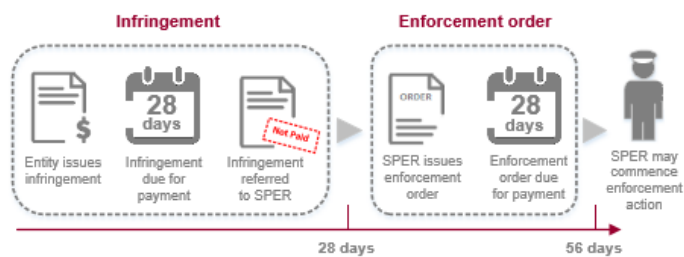 Infringement
Enforcement order
$
28
days
Not Paid
ORDER
28
days
Entity issues
infringement
Infringement
due for
payment
Infringement
referred
to SPER
SPER issues
enforcement
order
Enforcement
order due
for payment
SPER may
commence
enforcement
action
28 days
56 days